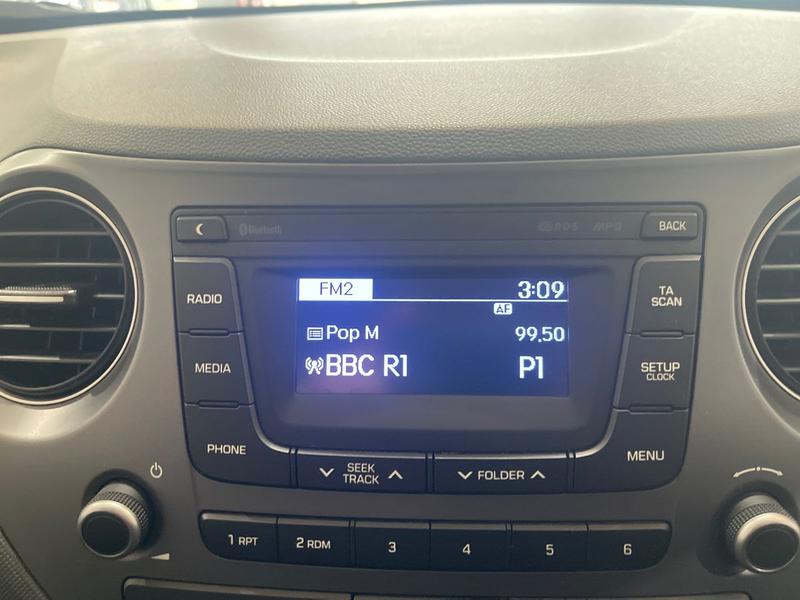 Bluetooth RDS MP3 BACK
RADIO
MEDIA
PHONE
FM2 3:09
AF
Pop M 99.50
BBC R1 P1
TA
SCAN
SETUP
CLOCK
MENU
SEEK
TRACK
FOLDER
1 RPT 2 RDM 3 4 5 6